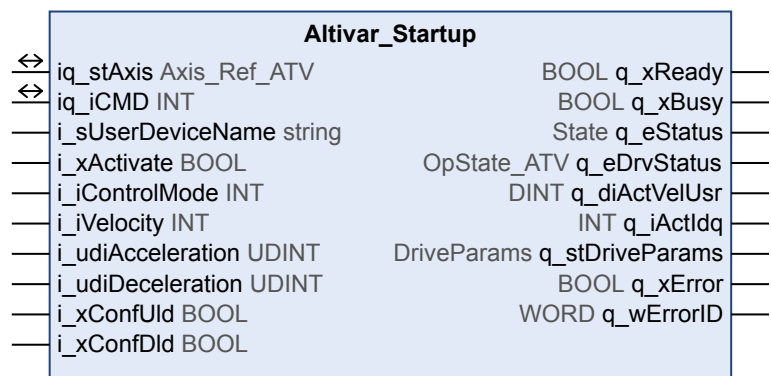 Altivar_Startup
iq_stAxis Axis_Ref_ATV BOOL q_xReady
iq_iCMD INT BOOL q_xBusy
i_sUserDeviceName string State q_eStatus
i_xActivate BOOL OpState_ATV q_eDrvStatus
i_iControlMode INT DINT q_diActVelUsr
i_iVelocity INT INT q_iActIdq
i_udiAcceleration UDINT DriveParams q_stDriveParams
i_udiDeceleration UDINT BOOL q_xError
i_xConfUld BOOL WORD q_wErrorID
i_xConfDld BOOL